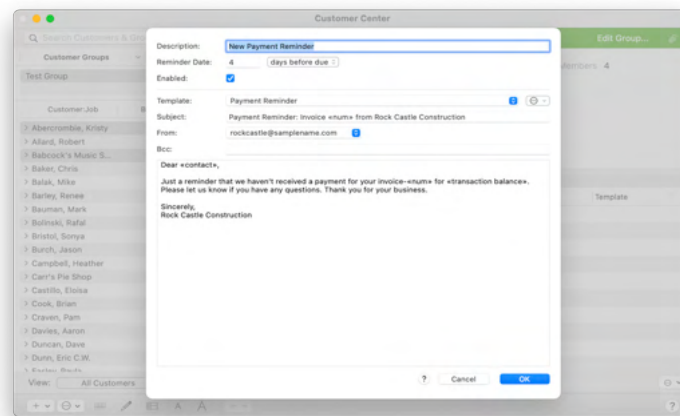 Customer Center
Search Customers & Gro
Edit Group...
Customer Groups
Members: 4
Test Group
Customer:Job
Template
Abercrombie, Kristy
Allard, Robert
Babcock's Music S...
Baker, Chris
Balak, Mike
Barley, Renee
Bauman, Mark
Bolinski, Rafal
Bristol, Sonya
Burch, Jason
Campbell, Heather
Carr's Pie Shop
Castillo, Eloisa
Cook, Brian
Craven, Pam
Davies, Aaron
Duncan, Dave
Dunn, Eric C.W.
View: All Customers
Description: New Payment Reminder
Reminder Date: 4 days before due
Enabled:
Template: Payment Reminder
Subject: Payment Reminder: Invoice «num» from Rock Castle Construction
From: rockcastle@samplename.com
Bcc:
Dear «contact»,
Just a reminder that we haven't received a payment for your invoice-«num» for «transaction balance».
Please let us know if you have any questions. Thank you for your business.
Sincerely,
Rock Castle Construction
? Cancel OK
?